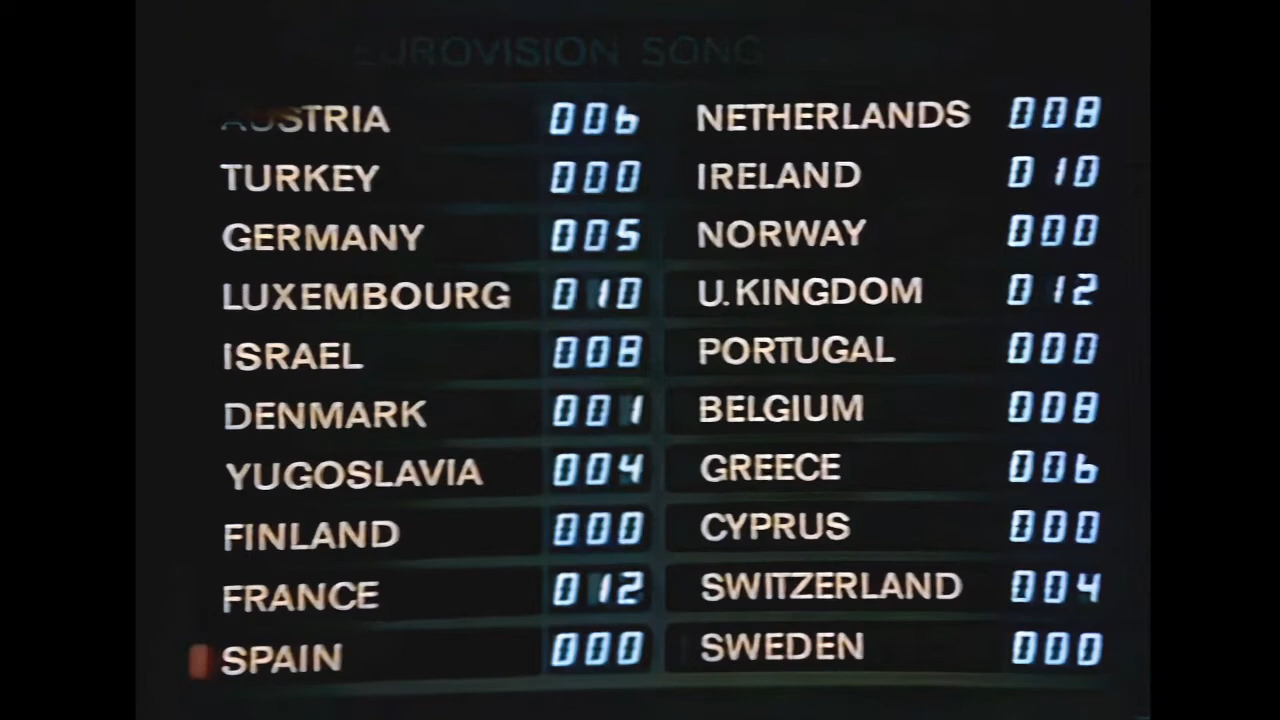 EUROVISION SONG
AUSTRIA 006
TURKEY 000
GERMANY 005
LUXEMBOURG 010
ISRAEL 008
DENMARK 001
YUGOSLAVIA 004
FINLAND 000
FRANCE 012
SPAIN 000
NETHERLANDS 008
IRELAND 010
NORWAY 000
U.KINGDOM 012
PORTUGAL 000
BELGIUM 008
GREECE 006
CYPRUS 000
SWITZERLAND 004
SWEDEN 000